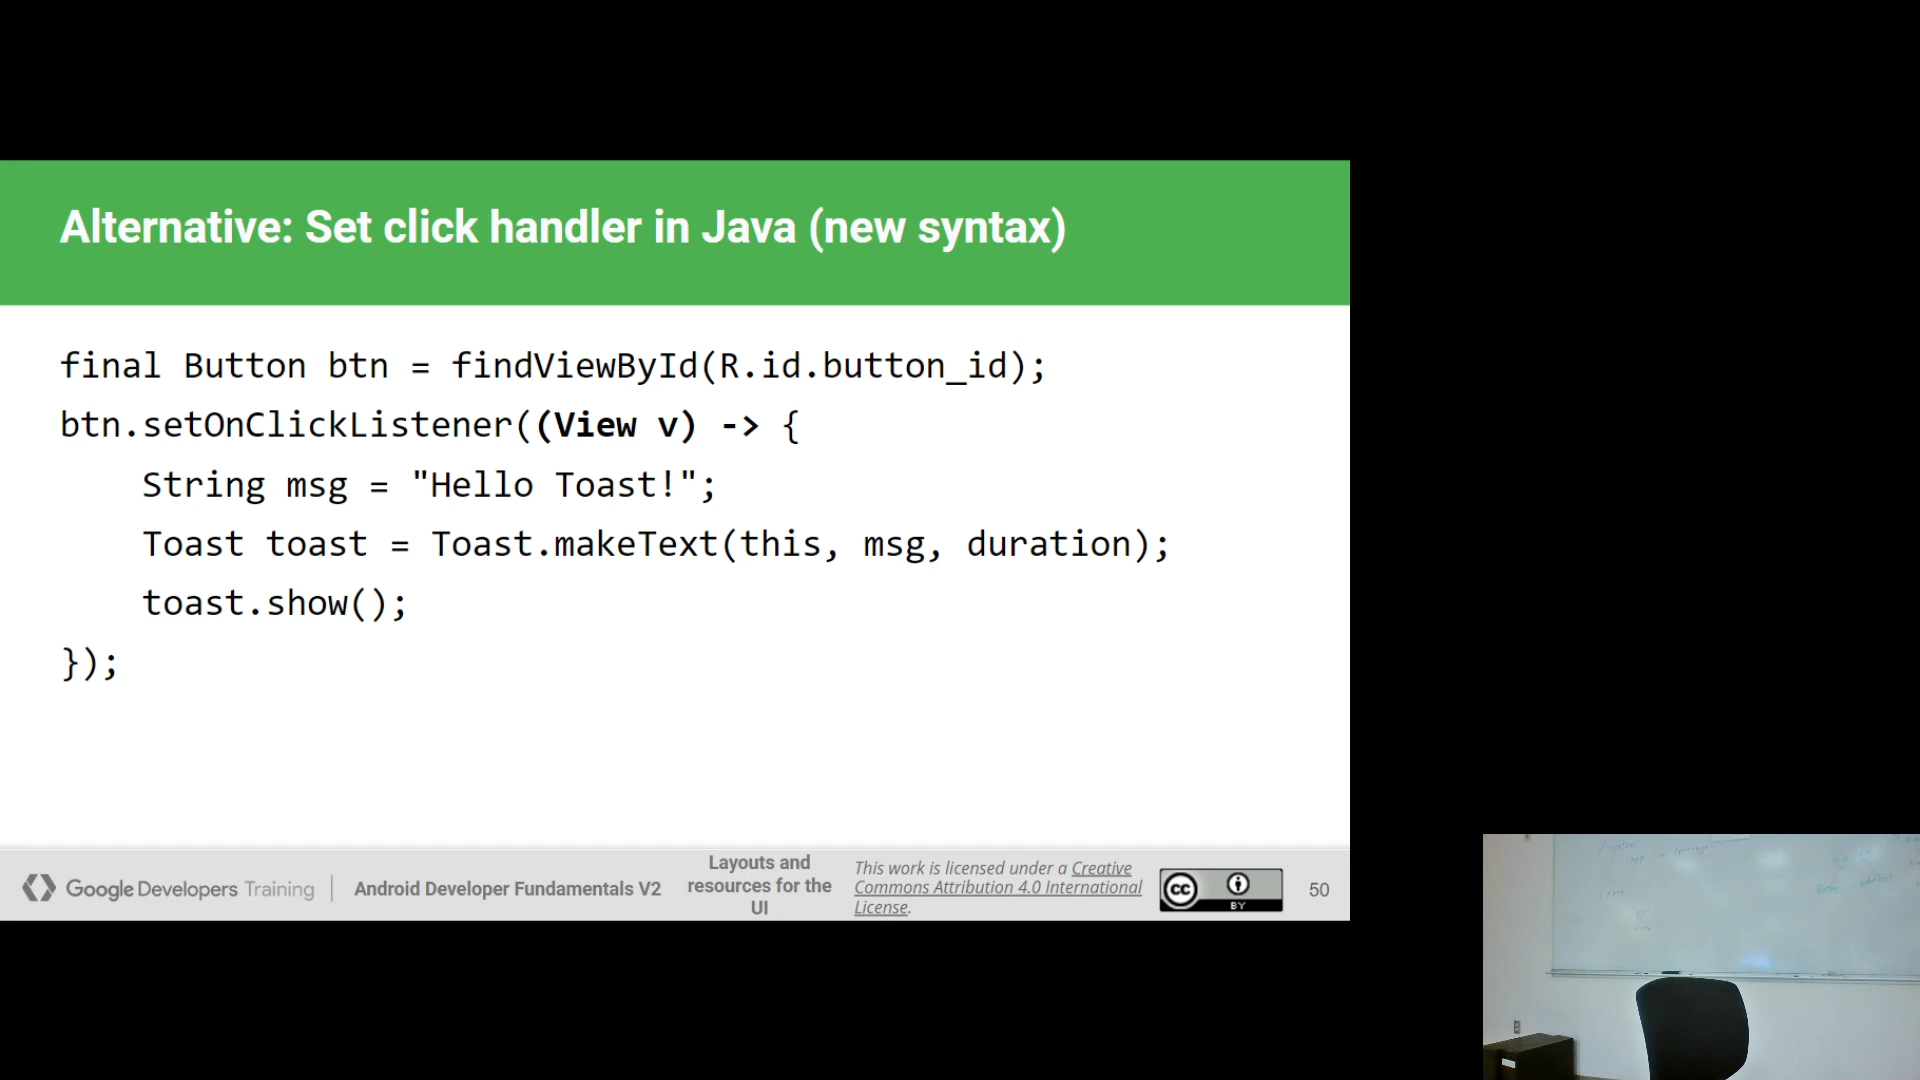 Alternative: Set click handler in Java (new syntax)
final Button btn = findViewById(R.id.button_id);
btn.setOnClickListener((View v) -> {
String msg = "Hello Toast!";
Toast toast = Toast.makeText(this, msg, duration);
toast.show();
});
Google Developers Training
Android Developer Fundamentals V2
Layouts and
resources for the
UI
This work is licensed under a Creative
Commons Attribution 4.0 International
License.
cc
BY
50